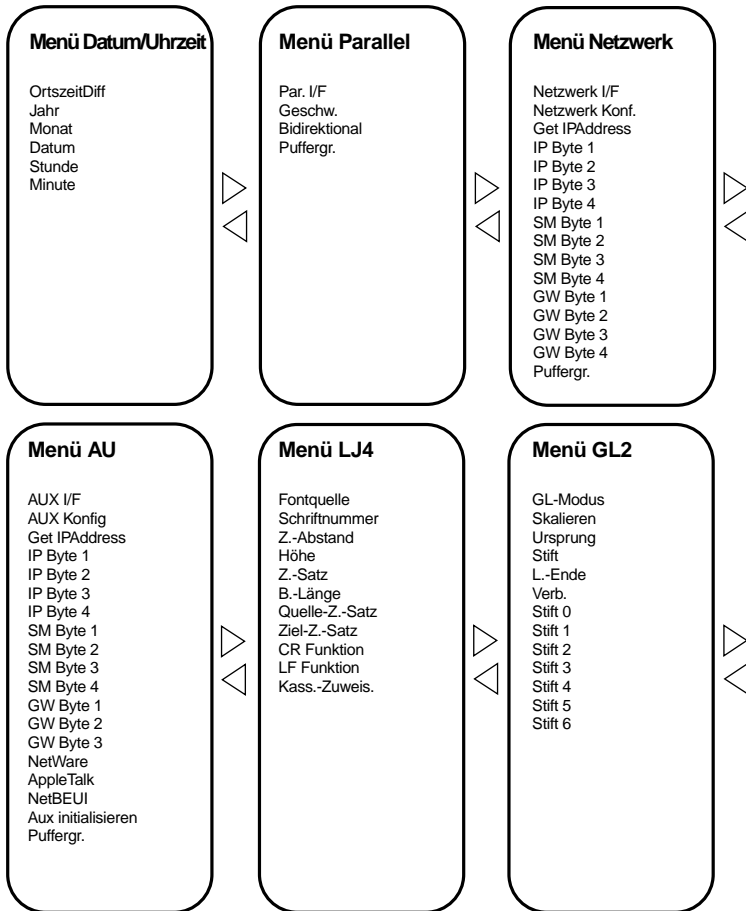 Menü Datum/Uhrzeit
OrtszeitDiff
Jahr
Monat
Datum
Stunde
Minute
Menü Parallel
Par. I/F
Geschw.
Bidirektional
Puffergr.
Menü Netzwerk
Netzwerk I/F
Netzwerk Konf.
Get IPAddress
IP Byte 1
IP Byte 2
IP Byte 3
IP Byte 4
SM Byte 1
SM Byte 2
SM Byte 3
SM Byte 4
GW Byte 1
GW Byte 2
GW Byte 3
GW Byte 4
Puffergr.
Menü AU
AUX I/F
AUX Konfig
Get IPAddress
IP Byte 1
IP Byte 2
IP Byte 3
IP Byte 4
SM Byte 1
SM Byte 2
SM Byte 3
SM Byte 4
GW Byte 1
GW Byte 2
GW Byte 3
NetWare
AppleTalk
NetBEUI
Aux initialisieren
Puffergr.
Menü LJ4
Fontquelle
Schriftnummer
Z.-Abstand
Höhe
Z.-Satz
B.-Länge
Quelle-Z.-Satz
Ziel-Z.-Satz
CR Funktion
LF Funktion
Kass.-Zuweis.
Menü GL2
GL-Modus
Skalieren
Ursprung
Stift
L.-Ende
Verb.
Stift 0
Stift 1
Stift 2
Stift 3
Stift 4
Stift 5
Stift 6